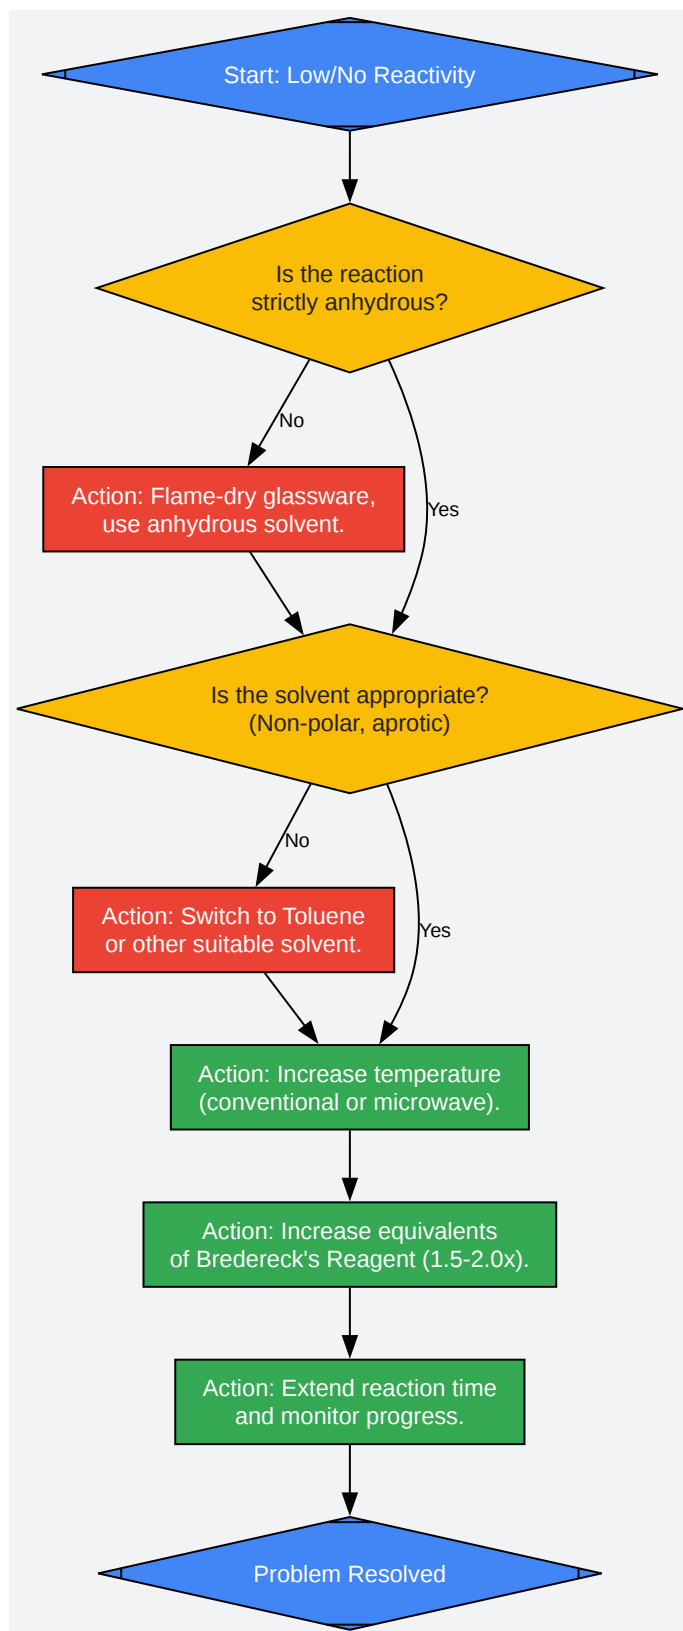 Start: Low/No Reactivity
Is the reaction
strictly anhydrous?
No
Action: Flame-dry glassware,
use anhydrous solvent.
Yes
Is the solvent appropriate?
(Non-polar, aprotic)
No
Action: Switch to Toluene
or other suitable solvent.
Yes
Action: Increase temperature
(conventional or microwave).
Action: Increase equivalents
of Bredereck's Reagent (1.5-2.0x).
Action: Extend reaction time
and monitor progress.
Problem Resolved